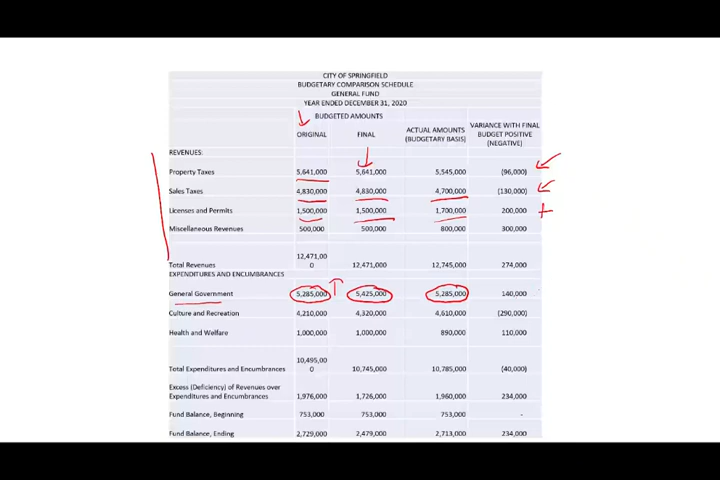 CITY OF SPRINGFIELD
BUDGETARY COMPARISON SCHEDULE
GENERAL FUND
YEAR ENDED DECEMBER 31, 2020
BUDGETED AMOUNTS
ORIGINAL FINAL ACTUAL AMOUNTS (BUDGETARY BASIS) VARIANCE WITH FINAL BUDGET POSITIVE (NEGATIVE)
REVENUES:
Property Taxes 5,641,000 5,641,000 5,545,000 (96,000)
Sales Taxes 4,830,000 4,830,000 4,700,000 (130,000)
Licenses and Permits 1,500,000 1,500,000 1,700,000 200,000 +
Miscellaneous Revenues 500,000 500,000 800,000 300,000
Total Revenues 12,471,000 12,471,000 12,745,000 274,000
EXPENDITURES AND ENCUMBRANCES
General Government 5,285,000 5,425,000 5,285,000 140,000
Culture and Recreation 4,210,000 4,320,000 4,610,000 (290,000)
Health and Welfare 1,000,000 1,000,000 890,000 110,000
Total Expenditures and Encumbrances 10,495,000 10,745,000 10,785,000 (40,000)
Excess (Deficiency) of Revenues over
Expenditures and Encumbrances 1,976,000 1,726,000 1,960,000 234,000
Fund Balance, Beginning 753,000 753,000 753,000 -
Fund Balance, Ending 2,729,000 2,479,000 2,713,000 234,000